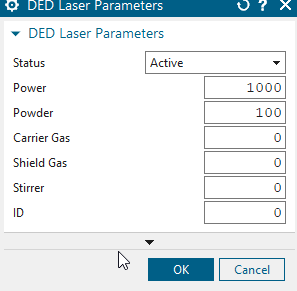 DED Laser Parameters
DED Laser Parameters
Status Active
Power 1000
Powder 100
Carrier Gas 0
Shield Gas 0
Stirrer 0
ID 0
OK Cancel